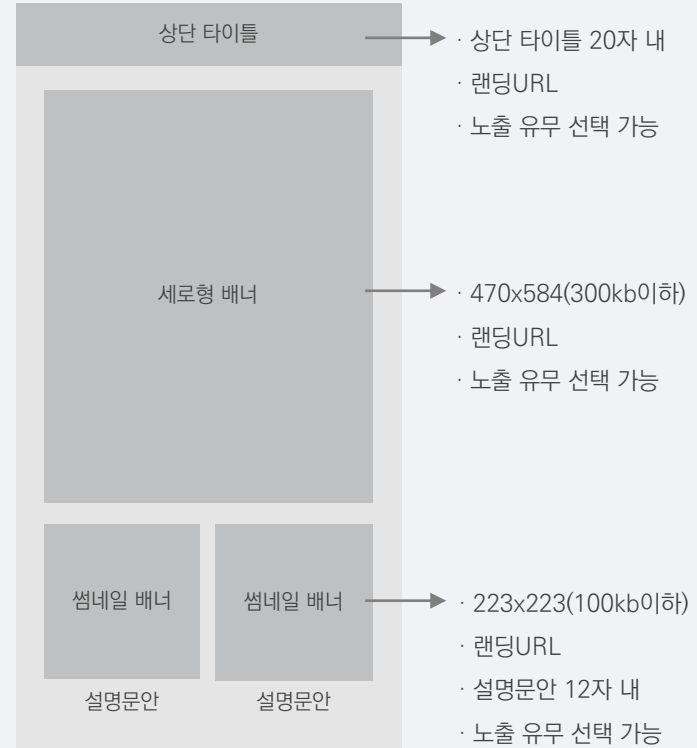 상단 타이틀
· 상단 타이틀 20자 내
· 랜딩URL
· 노출 유무 선택 가능
세로형 배너
· 470x584(300kb이하)
· 랜딩URL
· 노출 유무 선택 가능
썸네일 배너
썸네일 배너
설명문안
설명문안
· 223x223(100kb이하)
· 랜딩URL
· 설명문안 12자 내
· 노출 유무 선택 가능